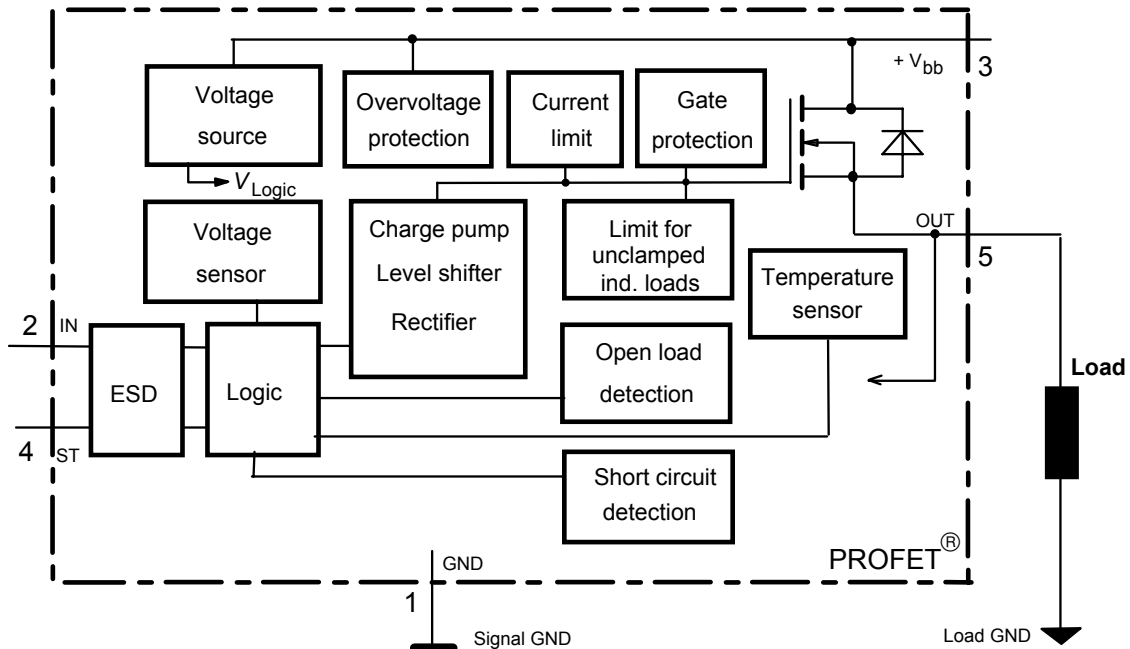 + Vbb
3
Voltage
source
Overvoltage
protection
Current
limit
Gate
protection
VLogic
Voltage
sensor
Charge pump
Level shifter
Rectifier
Limit for
unclamped
ind. loads
OUT
5
Temperature
sensor
2
IN
ESD
Logic
Open load
detection
Load
4
ST
Short circuit
detection
PROFET®
GND
1
Signal GND
Load GND